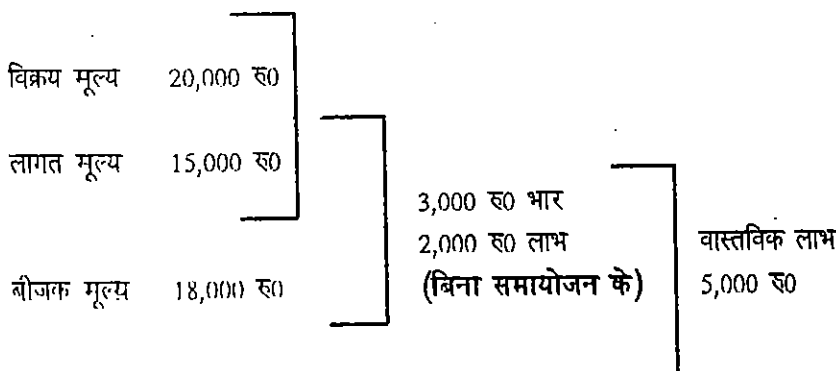 विक्रय मूल्य 20,000 रु0
लागत मूल्य 15,000 रु0
3,000 रु0 भार
2,000 रु0 लाभ वास्तविक लाभ
बीजक मूल्य 18,000 रु0 (बिना समायोजन के) 5,000 रु0